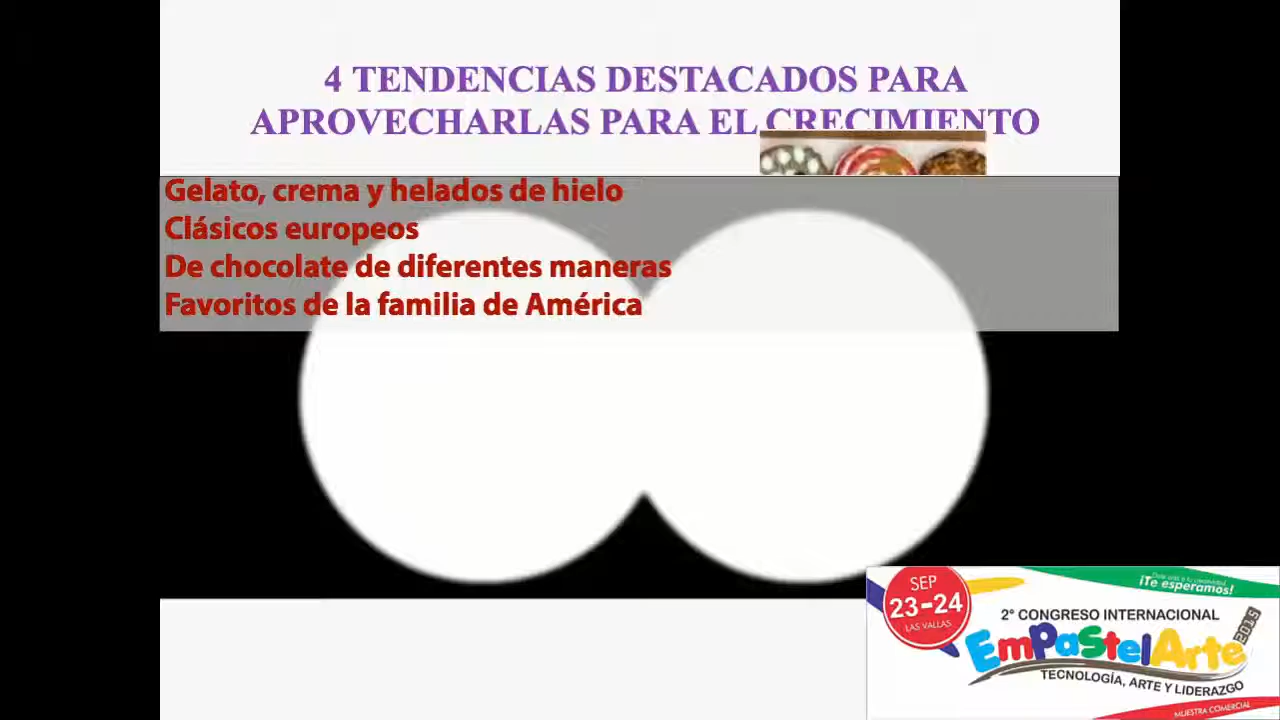 4 TENDENCIAS DESTACADOS PARA
APROVECHARLAS PARA EL CRECIMIENTO
Gelato, crema y helados de hielo
Clásicos europeos
De chocolate de diferentes maneras
Favoritos de la familia de América
SEP
23-24
LAS VALLAS
¡Te esperamos!
2° CONGRESO INTERNACIONAL
EmPaStelArte 2015
TECNOLOGÍA, ARTE Y LIDERAZGO
MUESTRA COMERCIAL